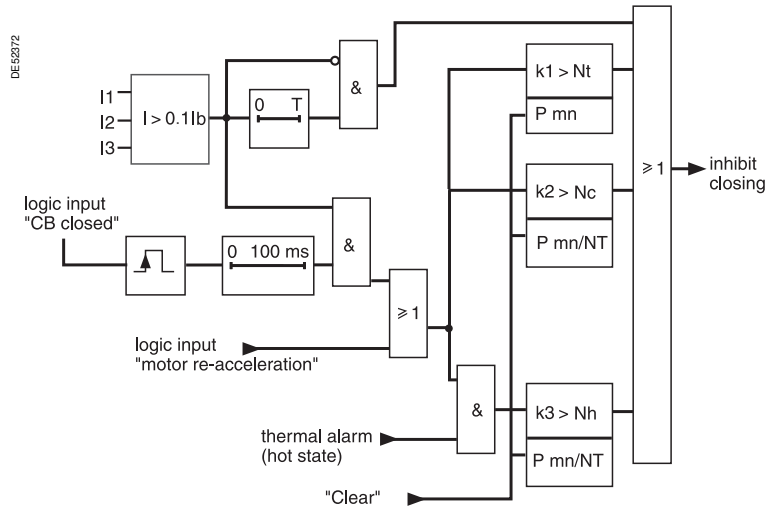 DE52372
I1
I2
I3
I > 0.1Ib
0 T
&
k1 > Nt
P mn
⩾ 1
inhibit
closing
k2 > Nc
P mn/NT
logic input
"CB closed"
0 100 ms
&
⩾ 1
logic input
"motor re-acceleration"
&
k3 > Nh
P mn/NT
thermal alarm
(hot state)
"Clear"